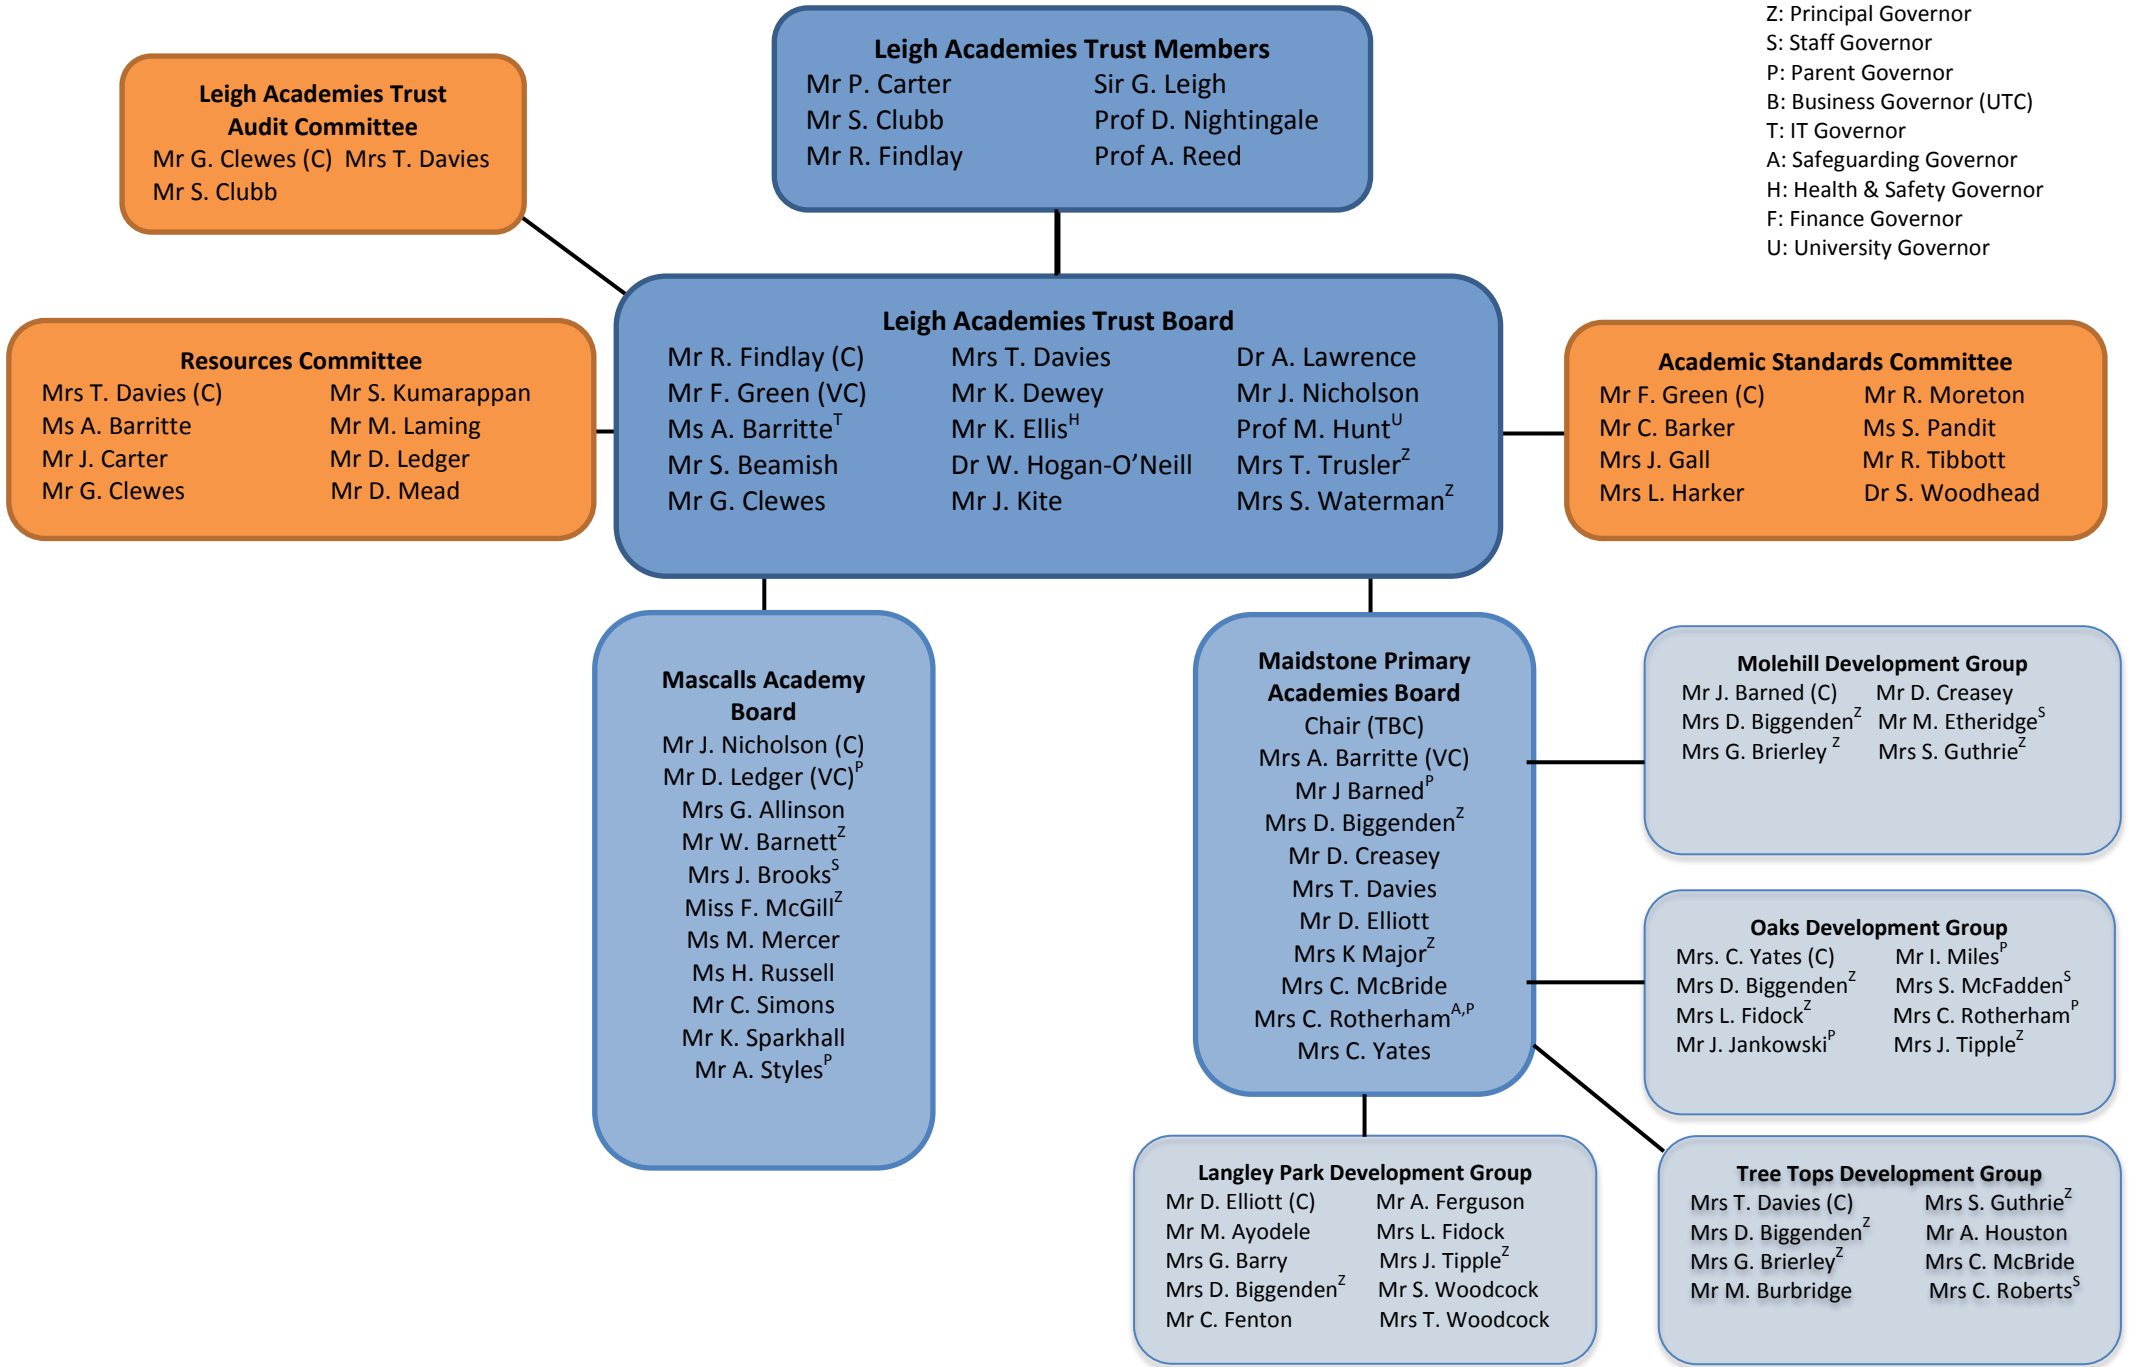 Z: Principal Governor
S: Staff Governor
P: Parent Governor
B: Business Governor (UTC)
T: IT Governor
A: Safeguarding Governor
H: Health & Safety Governor
F: Finance Governor
U: University Governor
Leigh Academies Trust Members
Mr P. Carter Sir G. Leigh
Mr S. Clubb Prof D. Nightingale
Mr R. Findlay Prof A. Reed
Leigh Academies Trust
Audit Committee
Mr G. Clewes (C) Mrs T. Davies
Mr S. Clubb
Leigh Academies Trust Board
Mr R. Findlay (C) Mrs T. Davies Dr A. Lawrence
Mr F. Green (VC) Mr K. Dewey Mr J. Nicholson
Ms A. Barritte^T Mr K. Ellis^H Prof M. Hunt^U
Mr S. Beamish Dr W. Hogan-O’Neill Mrs T. Trusler^Z
Mr G. Clewes Mr J. Kite Mrs S. Waterman^Z
Resources Committee
Mrs T. Davies (C) Mr S. Kumarappan
Ms A. Barritte Mr M. Laming
Mr J. Carter Mr D. Ledger
Mr G. Clewes Mr D. Mead
Academic Standards Committee
Mr F. Green (C) Mr R. Moreton
Mr C. Barker Ms S. Pandit
Mrs J. Gall Mr R. Tibbott
Mrs L. Harker Dr S. Woodhead
Mascalls Academy
Board
Mr J. Nicholson (C)
Mr D. Ledger (VC)^P
Mrs G. Allinson
Mr W. Barnett^Z
Mrs J. Brooks^S
Miss F. McGill^Z
Ms M. Mercer
Ms H. Russell
Mr C. Simons
Mr K. Sparkhall
Mr A. Styles^P
Maidstone Primary
Academies Board
Chair (TBC)
Mrs A. Barritte (VC)
Mr J Barned^P
Mrs D. Biggenden^Z
Mr D. Creasey
Mrs T. Davies
Mr D. Elliott
Mrs K Major^Z
Mrs C. McBride
Mrs C. Rotherham^A,P
Mrs C. Yates
Molehill Development Group
Mr J. Barned (C) Mr D. Creasey
Mrs D. Biggenden^Z Mr M. Etheridge^S
Mrs G. Brierley ^Z Mrs S. Guthrie^Z
Oaks Development Group
Mrs. C. Yates (C) Mr I. Miles^P
Mrs D. Biggenden^Z Mrs S. McFadden^S
Mrs L. Fidock^Z Mrs C. Rotherham^P
Mr J. Jankowski^P Mrs J. Tipple^Z
Langley Park Development Group
Mr D. Elliott (C) Mr A. Ferguson
Mr M. Ayodele Mrs L. Fidock
Mrs G. Barry Mrs J. Tipple^Z
Mrs D. Biggenden^Z Mr S. Woodcock
Mr C. Fenton Mrs T. Woodcock
Tree Tops Development Group
Mrs T. Davies (C) Mrs S. Guthrie^Z
Mrs D. Biggenden^Z Mr A. Houston
Mrs G. Brierley^Z Mrs C. McBride
Mr M. Burbridge Mrs C. Roberts^S